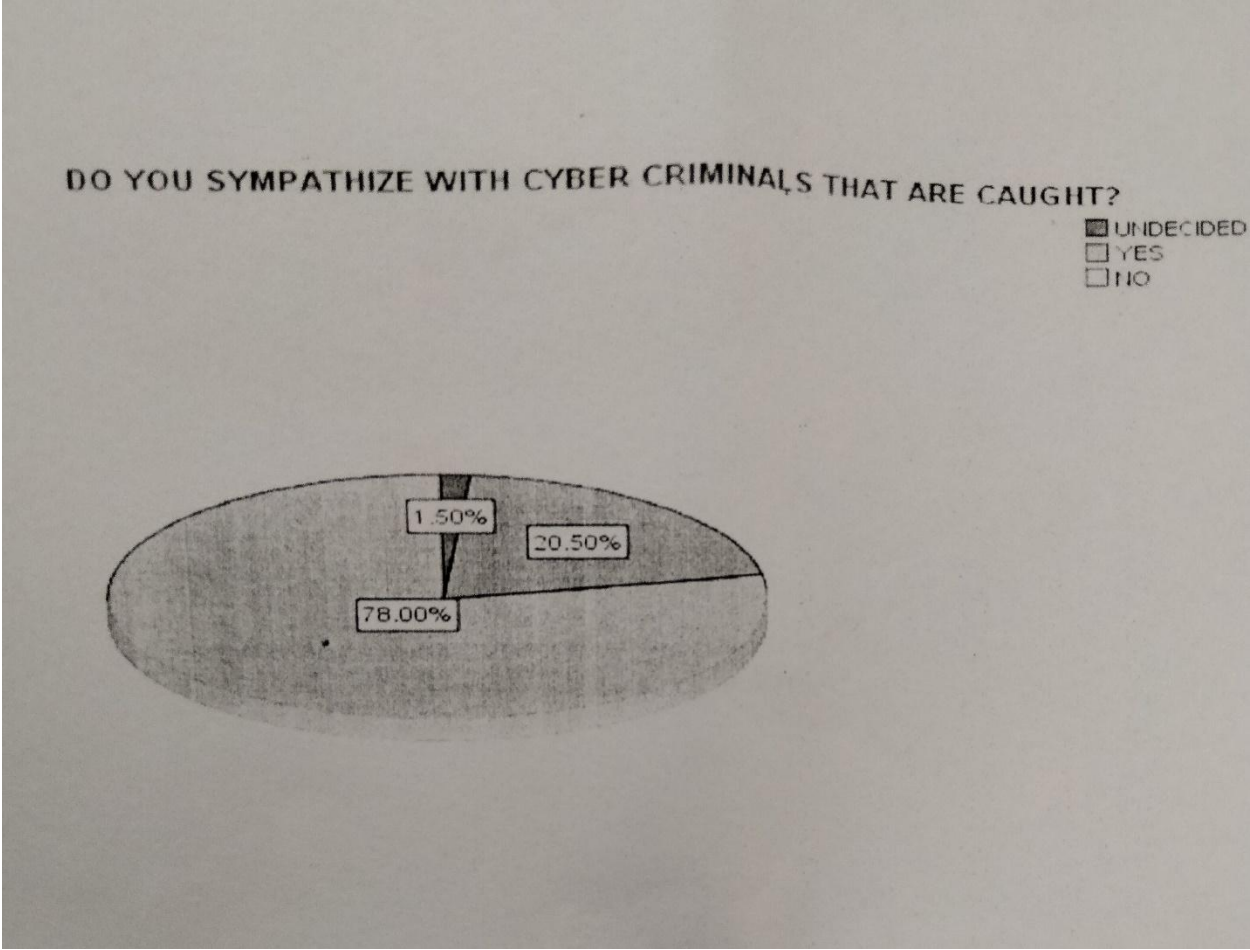 DO YOU SYMPATHIZE WITH CYBER CRIMINALS THAT ARE CAUGHT?
UNDECIDED
YES
NO
1.50%
20.50%
78.00%